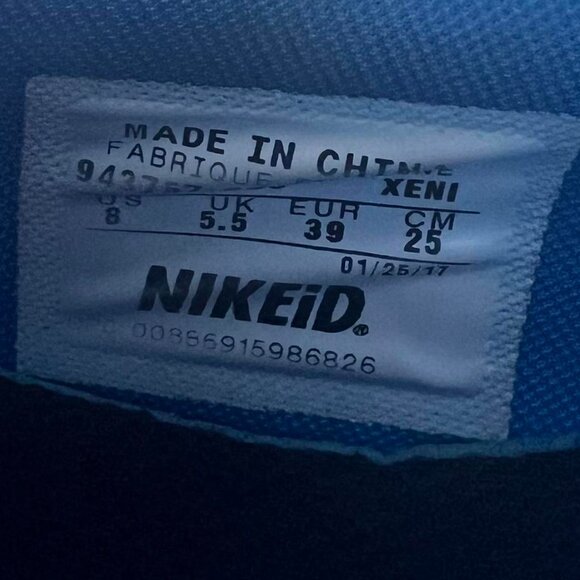 MADE IN CHINA
FABRIQUE
XENI
US UK EUR CM
8 5.5 39 25
01/25/17
NIKEiD®
00886915986826